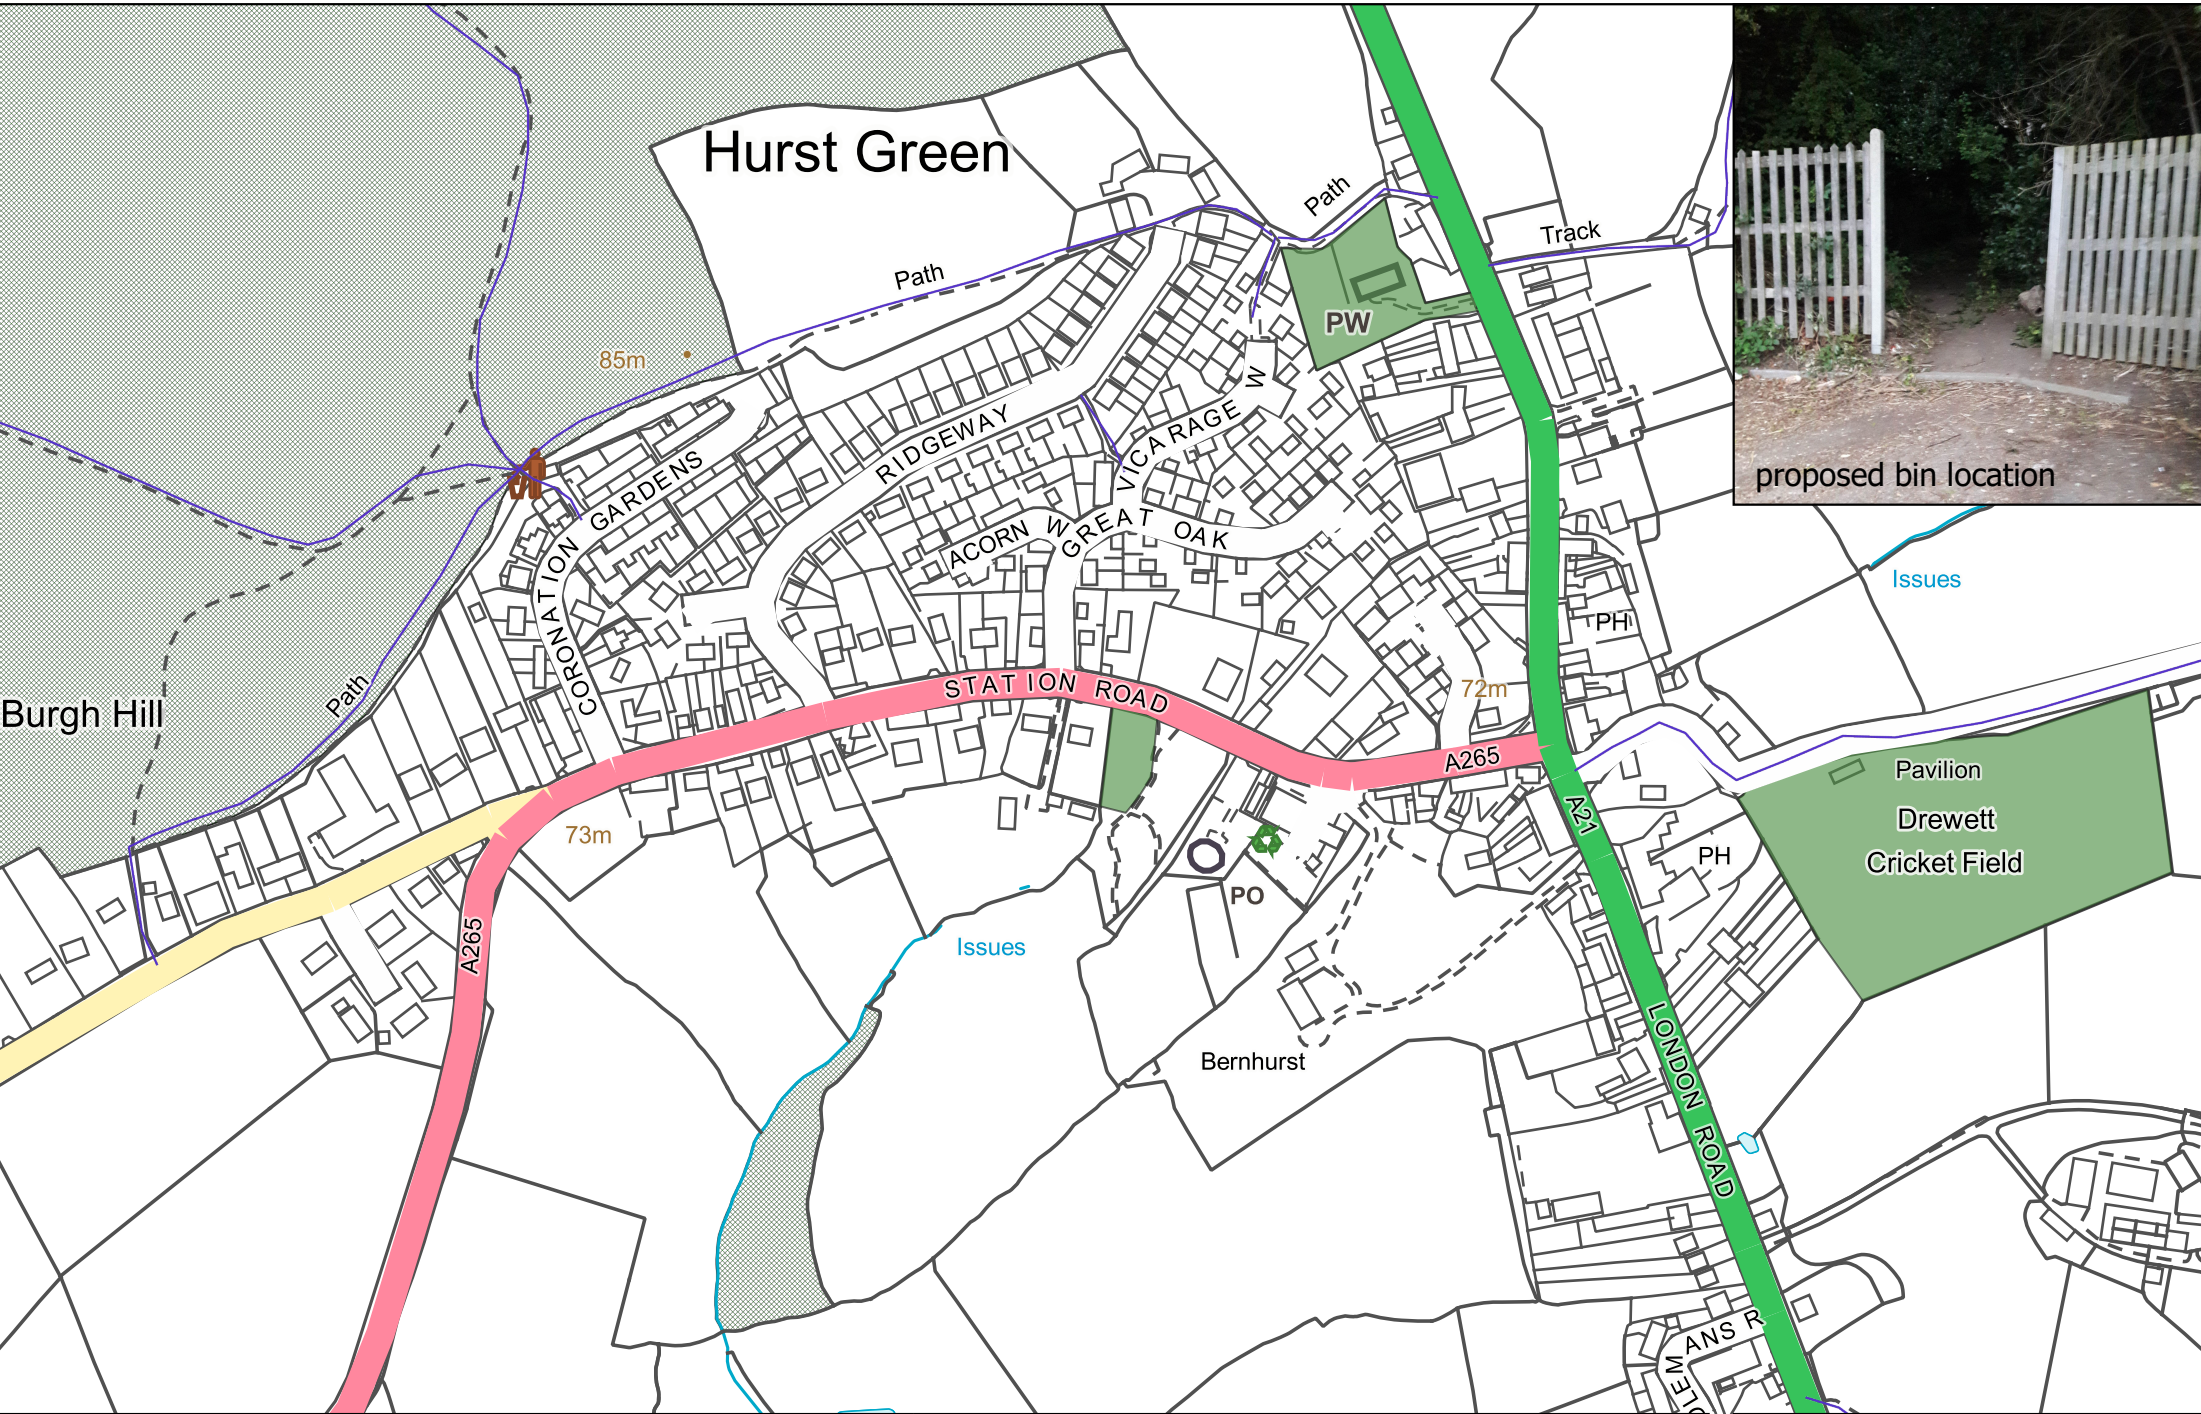 Hurst Green
Path
Track
Path
85m
PW
proposed bin location
RIDGEWAY
VICARAGE W
CORONATION GARDENS
ACORN W
GREAT OAK
Issues
PH
Path
Burgh Hill
STATION ROAD
72m
A265
Pavilion
Drewett
Cricket Field
A21
73m
PH
PO
A265
Issues
LONDON ROAD
Bernhurst